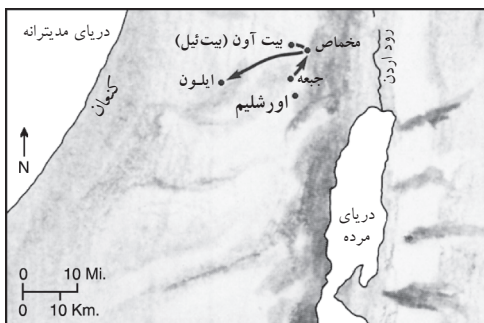 دریای مدیترانه
بیت آون (بیت‌ئیل)
مخماص
رود اردن
ایلـون
جبعه
اورشلیم
کنعان
N
دریای
مرده
0 10 Mi.
0 10 Km.